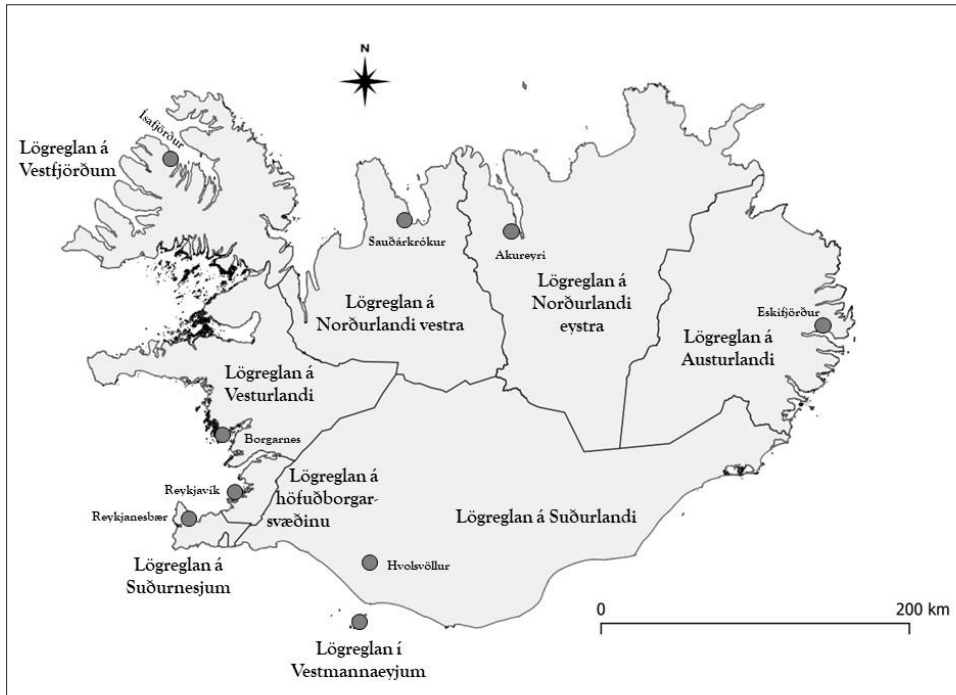 N
Ísafjörður
Lögreglan á
Vestfjörðum
Sauðárkrókur
Akureyri
Lögreglan á
Norðurlandi vestra
Lögreglan á
Norðurlandi
eystra
Eskifjörður
Lögreglan á
Austurlandi
Lögreglan á
Vesturlandi
Borgarnes
Reykjavík
Lögreglan á
höfuðborgar-
svæðinu
Reykjanesbær
Lögreglan á Suðurlandi
Lögreglan á
Suðurnesjum
Hvolsvöllur
0
200 km
Lögreglan í
Vestmannaeyjum